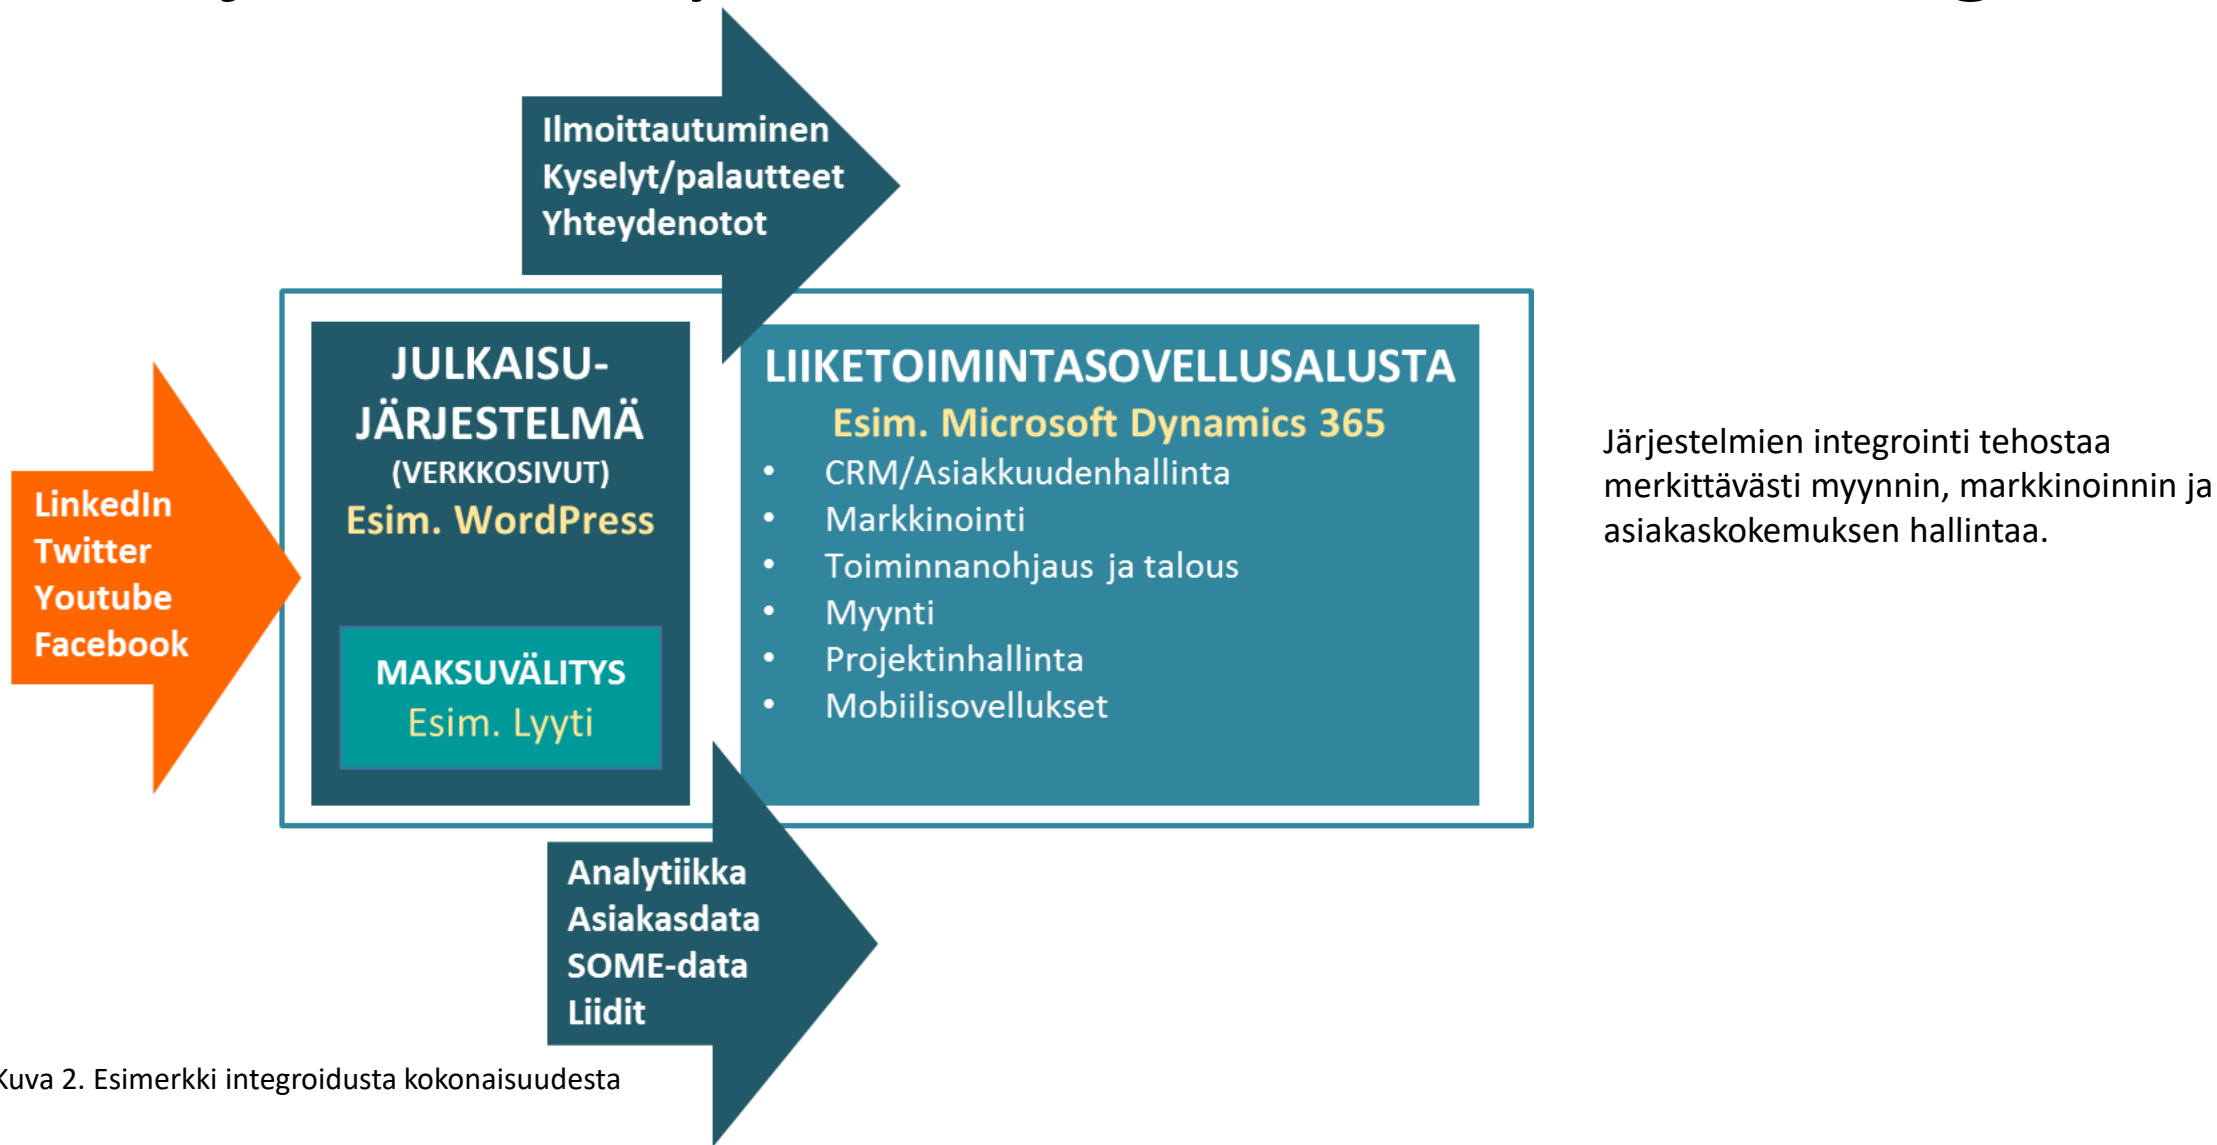 Ilmoittautuminen
Kyselyt/palautteet
Yhteydenotot
LinkedIn
Twitter
Youtube
Facebook
JULKAISU-
JÄRJESTELMÄ
(VERKKOSIVUT)
Esim. WordPress
MAKSUVÄLITYS
Esim. Lyyti
LIIKETOIMINTASOVELLUSALUSTA
Esim. Microsoft Dynamics 365
• CRM/Asiakkuudenhallinta
• Markkinointi
• Toiminnanohjaus ja talous
• Myynti
• Projektinhallinta
• Mobiilisovellukset
Järjestelmien integrointi tehostaa
merkittävästi myynnin, markkinoinnin ja
asiakaskokemuksen hallintaa.
Analytiikka
Asiakasdata
SOME-data
Liidit
Kuva 2. Esimerkki integroidusta kokonaisuudesta